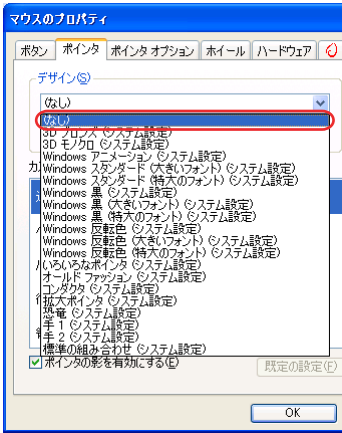 マウスのプロパティ
ボタン ポインタ ポインタ オプション ホイール ハードウェア
デザイン(S)
(なし)
(なし)
3D ブロンズ (システム設定)
3D モノクロ (システム設定)
Windows アニメーション (システム設定)
Windows スタンダード (大きいフォント) (システム設定)
Windows スタンダード (特大のフォント) (システム設定)
Windows 黒 (システム設定)
Windows 黒 (大きいフォント) (システム設定)
Windows 黒 (特大のフォント) (システム設定)
Windows 反転色 (システム設定)
Windows 反転色 (大きいフォント) (システム設定)
Windows 反転色 (特大のフォント) (システム設定)
いろいろなポインタ (システム設定)
オールド ファッション (システム設定)
コンダクタ (システム設定)
拡大ポインタ (システム設定)
恐竜 (システム設定)
手 1 (システム設定)
手 2 (システム設定)
標準の組み合わせ (システム設定)
ポインタの影を有効にする(E)
既定の設定(F)
OK